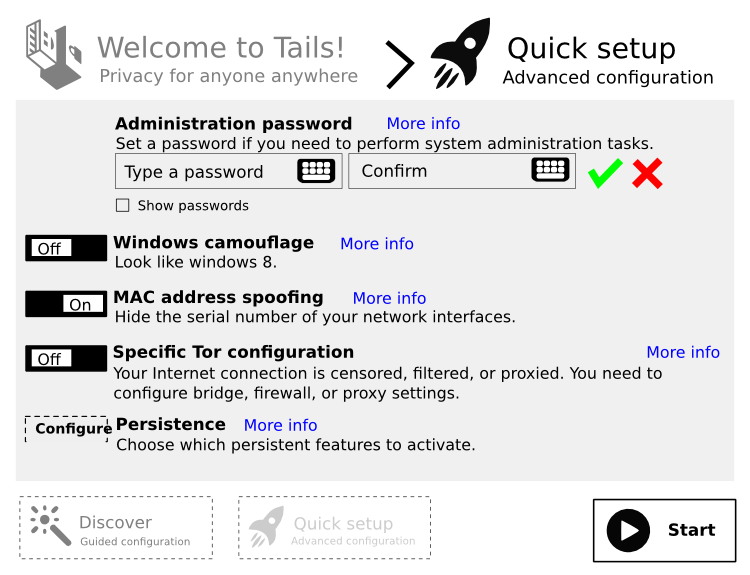 Welcome to Tails!
Privacy for anyone anywhere
Quick setup
Advanced configuration
Administration password More info
Set a password if you need to perform system administration tasks.
Type a password
Confirm
Show passwords
Off
Windows camouflage More info
Look like windows 8.
On
MAC address spoofing More info
Hide the serial number of your network interfaces.
Off
Specific Tor configuration More info
Your Internet connection is censored, filtered, or proxied. You need to
configure bridge, firewall, or proxy settings.
Configure
Persistence More info
Choose which persistent features to activate.
Discover
Guided configuration
Quick setup
Advanced configuration
Start